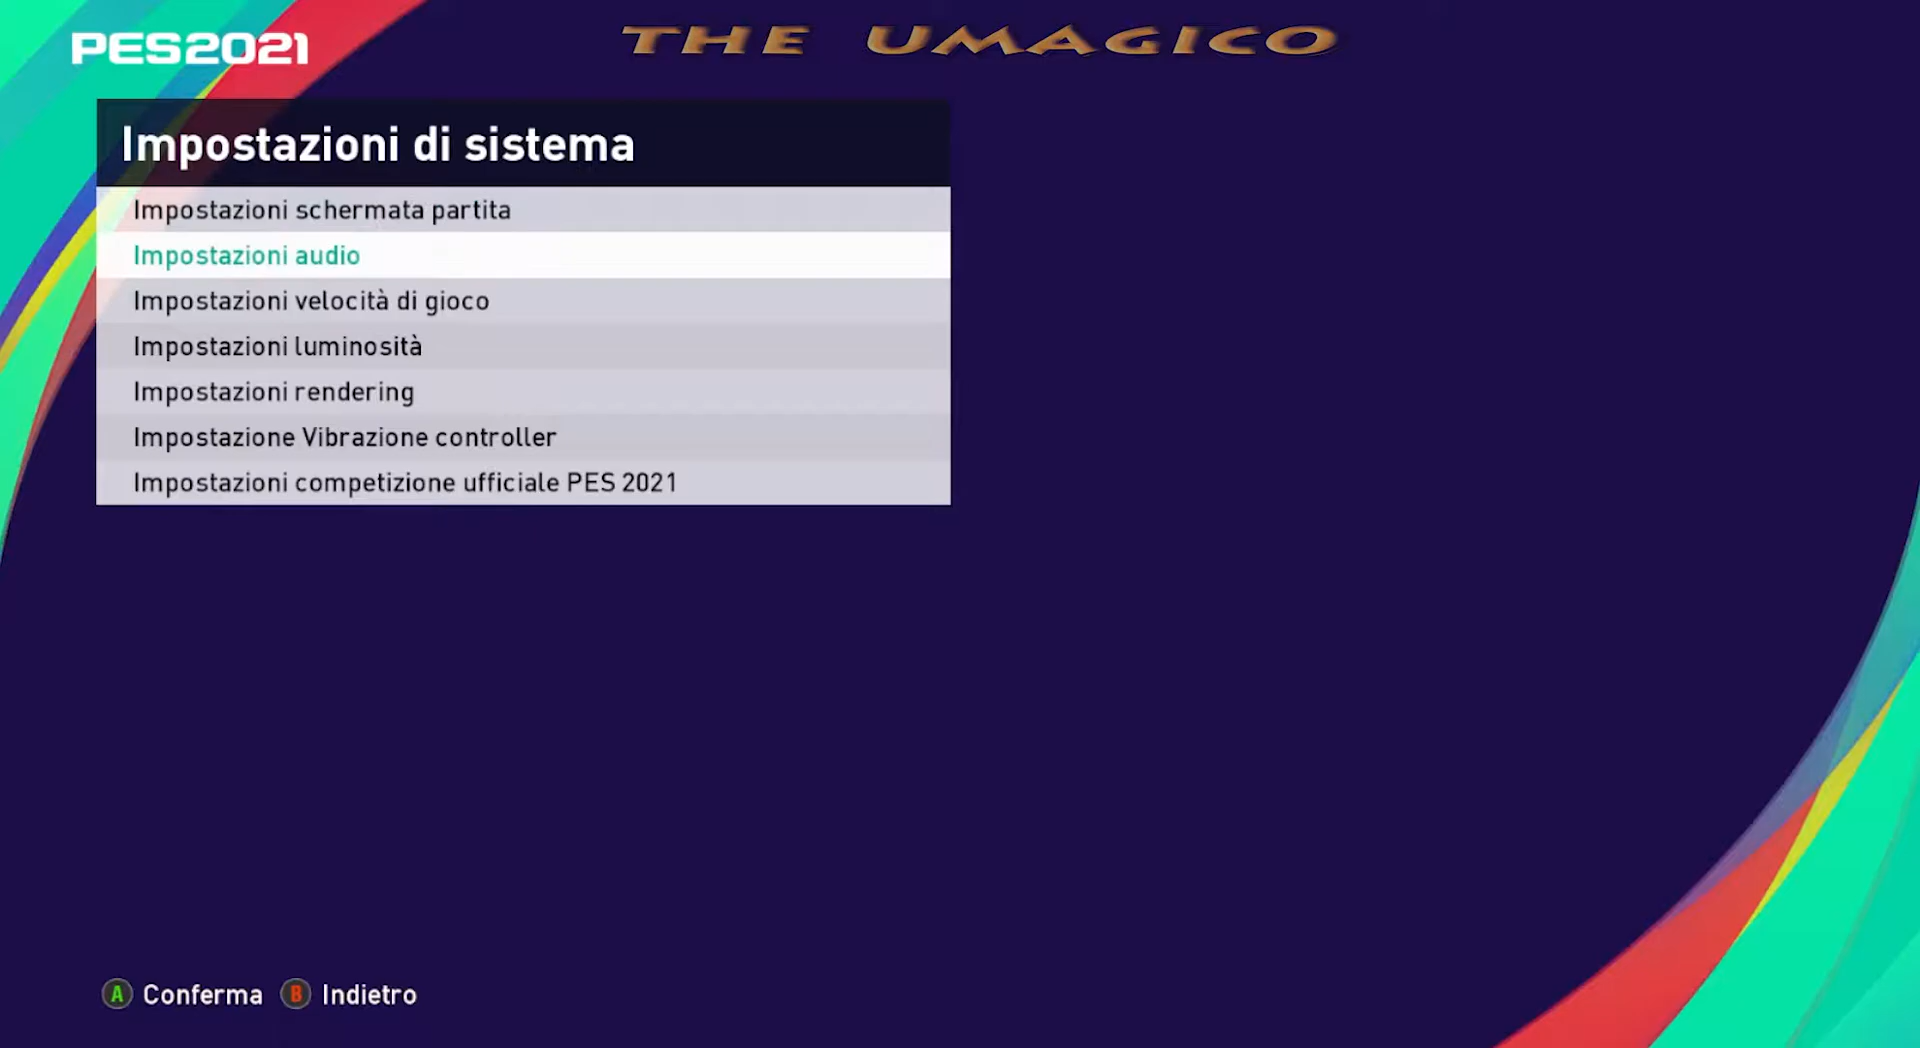 PES2021
THE UMAGICO
Impostazioni di sistema
Impostazioni schermata partita
Impostazioni audio
Impostazioni velocità di gioco
Impostazioni luminosità
Impostazioni rendering
Impostazione Vibrazione controller
Impostazioni competizione ufficiale PES 2021
A Conferma B Indietro